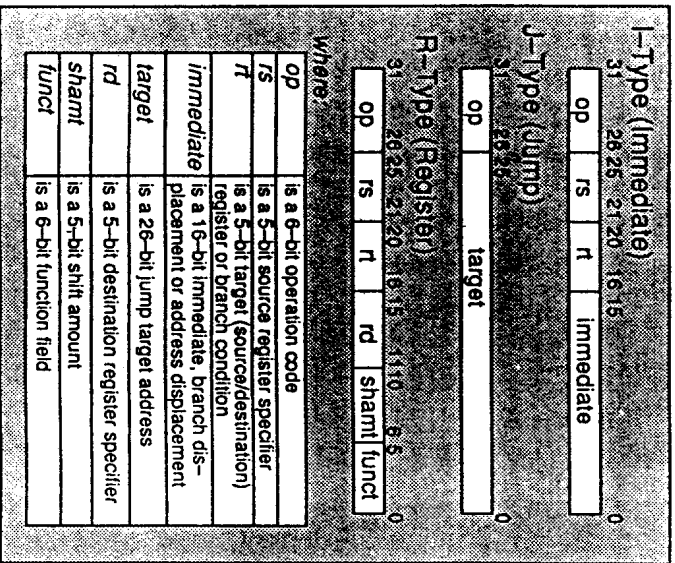 I–Type (Immediate)
31 26 25 21 20 16 15 0
op rs rt immediate
J–Type (Jump)
31 26 25 0
op target
R–Type (Register)
31 26 25 21 20 16 15 11 10 6 5 0
op rs rt rd shamt funct
where:
op is a 6–bit operation code
rs is a 5–bit source register specifier
rt is a 5–bit target (source/destination)
register or branch condition
immediate is a 16–bit immediate, branch dis–
placement or address displacement
target is a 26–bit jump target address
rd is a 5–bit destination register specifier
shamt is a 5–bit shift amount
funct is a 6–bit function field